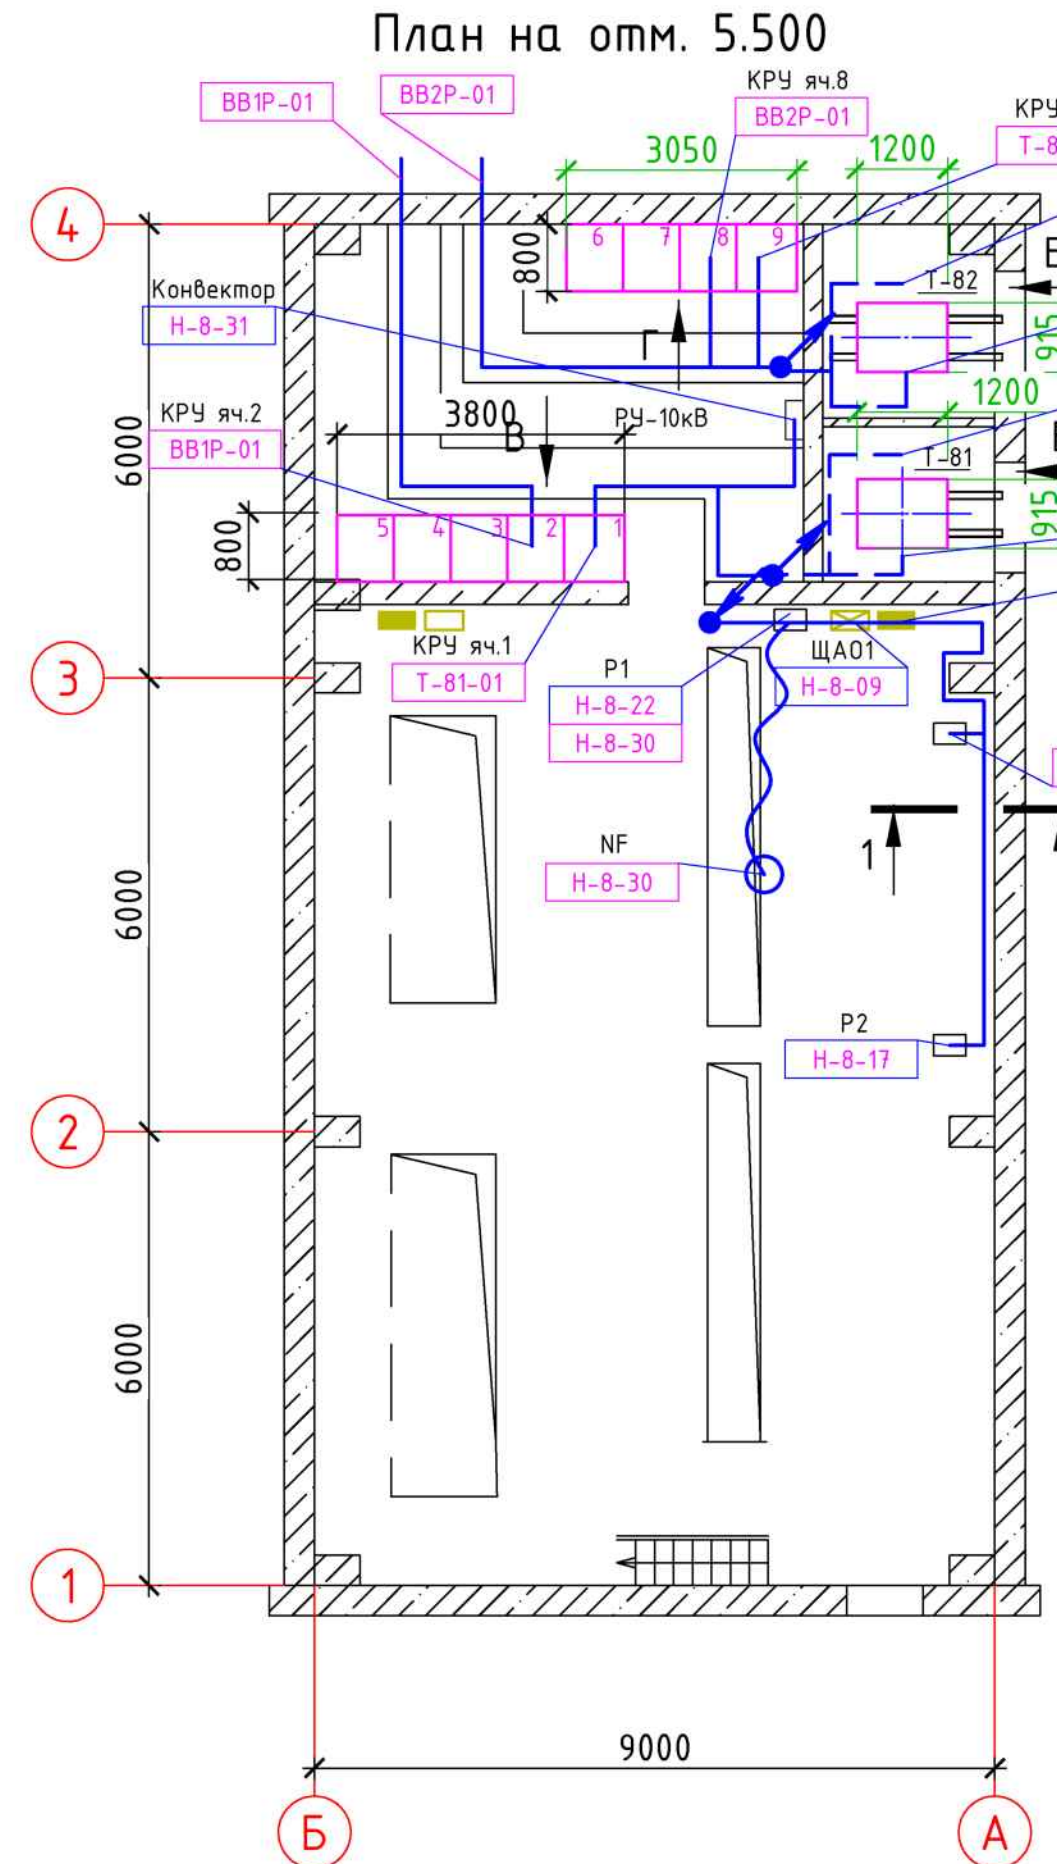 План на отм. 5.500
ВВ1Р-01
ВВ2Р-01
КРУ яч.8
ВВ2Р-01
КРУ
Т-8
3050
1200
4
800
6
7
8
9
Т-82
В
Конвектор
Н-8-31
Г
915
6000
КРУ яч.2
ВВ1Р-01
3800
В
РУ-10кВ
1200
Т-81
800
5
4
3
2
1
915
3
КРУ яч.1
Т-81-01
Р1
Н-8-22
Н-8-30
ЩАО1
Н-8-09
1
NF
Н-8-30
6000
Р2
Н-8-17
2
6000
1
9000
Б
А